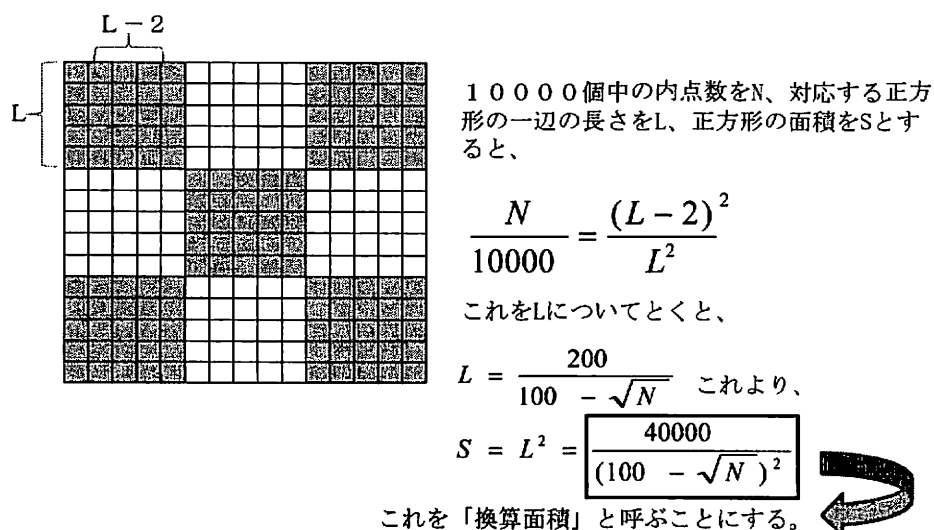 L－2
L
１００００個中の内点数をN、対応する正方
形の一辺の長さをL、正方形の面積をSとす
ると、
N/10000 = (L－2)²/L²
これをLについてとくと、
L = 200/(100 －√N) これより、
S = L² = 40000/(100 －√N)²
これを「換算面積」と呼ぶことにする。